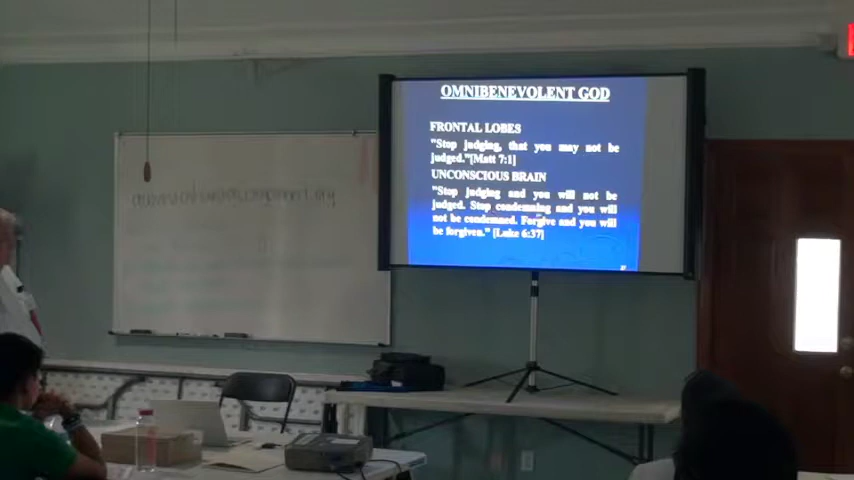 OMNIBENEVOLENT GOD
FRONTAL LOBES
"Stop judging, that you may not be
judged."[Matt 7:1]
UNCONSCIOUS BRAIN
"Stop judging and you will not be
judged. Stop condemning and you will
not be condemned. Forgive and you will
be forgiven." [Luke 6:37]